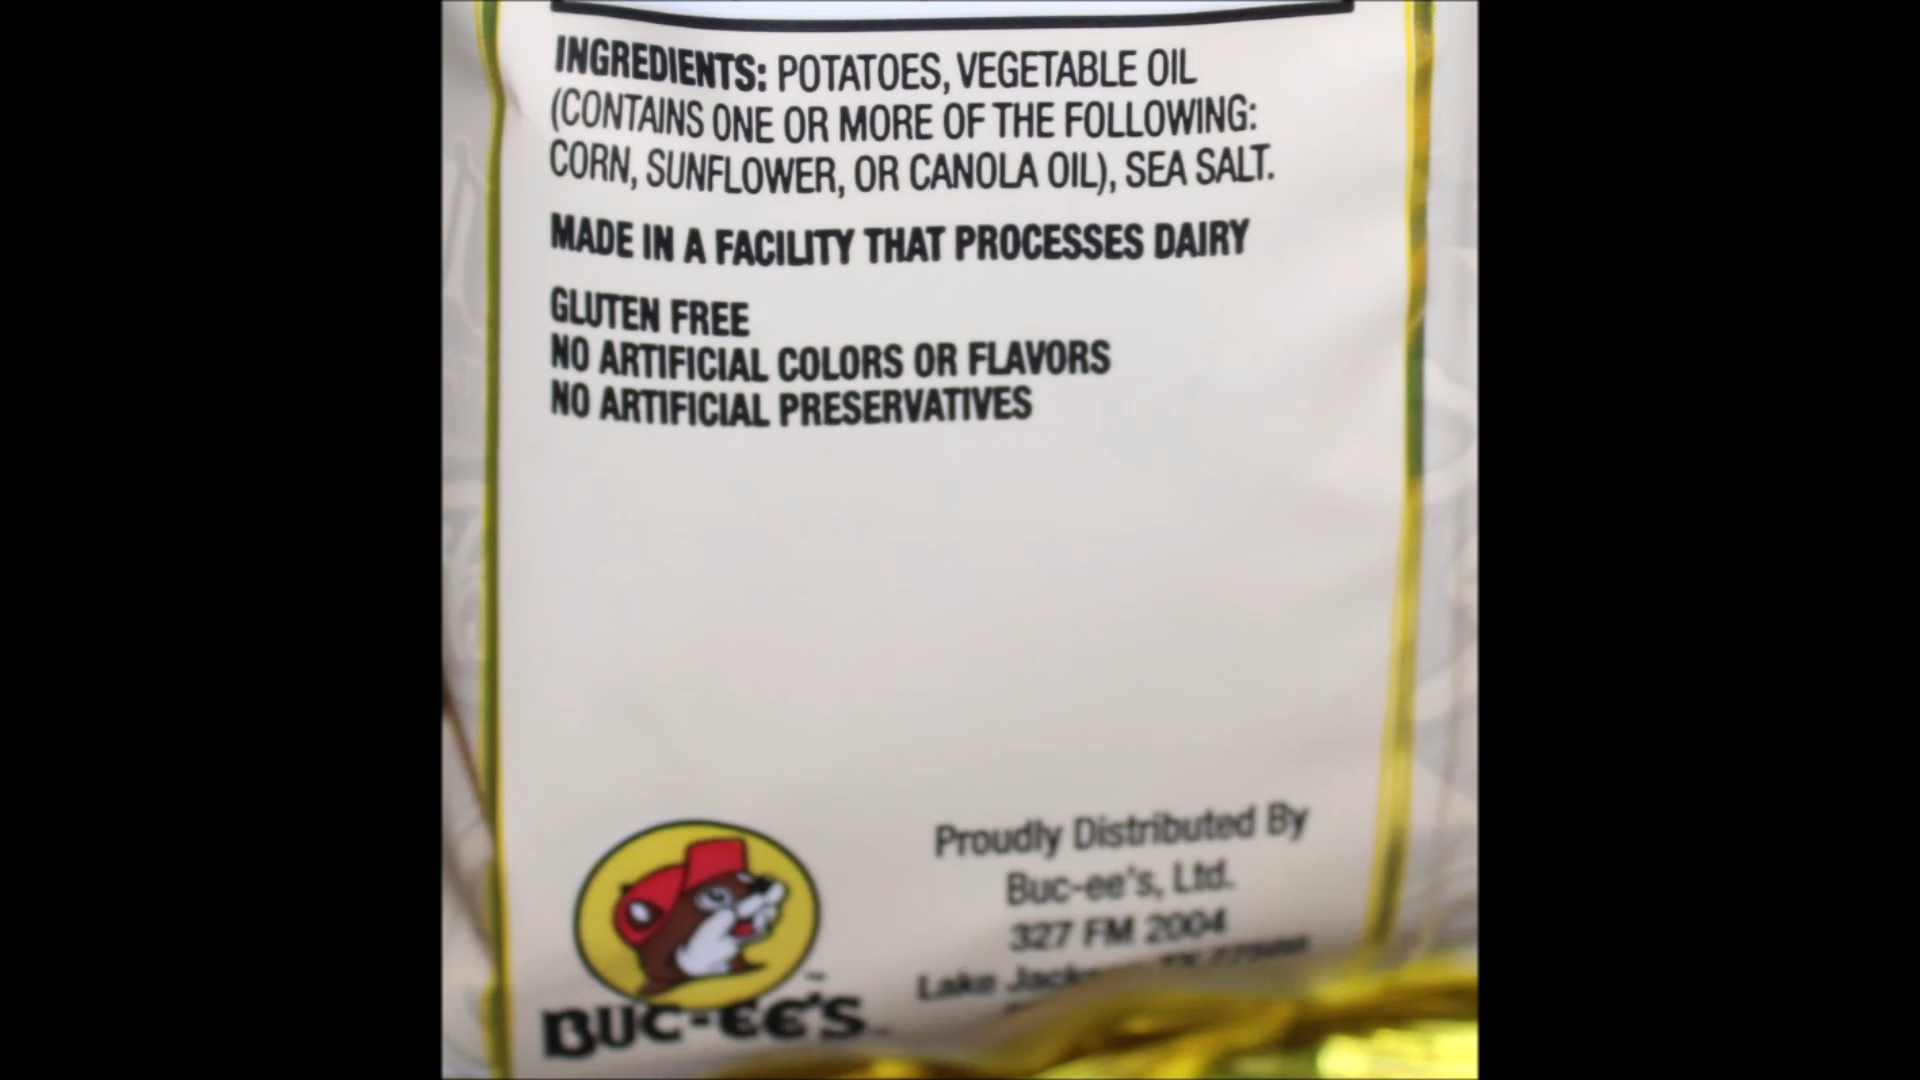 INGREDIENTS: POTATOES, VEGETABLE OIL
(CONTAINS ONE OR MORE OF THE FOLLOWING:
CORN, SUNFLOWER, OR CANOLA OIL), SEA SALT.
MADE IN A FACILITY THAT PROCESSES DAIRY
GLUTEN FREE
NO ARTIFICIAL COLORS OR FLAVORS
NO ARTIFICIAL PRESERVATIVES
Proudly Distributed By
Buc-ee's, Ltd.
327 FM 2004
Lake
BUC-EE'S™